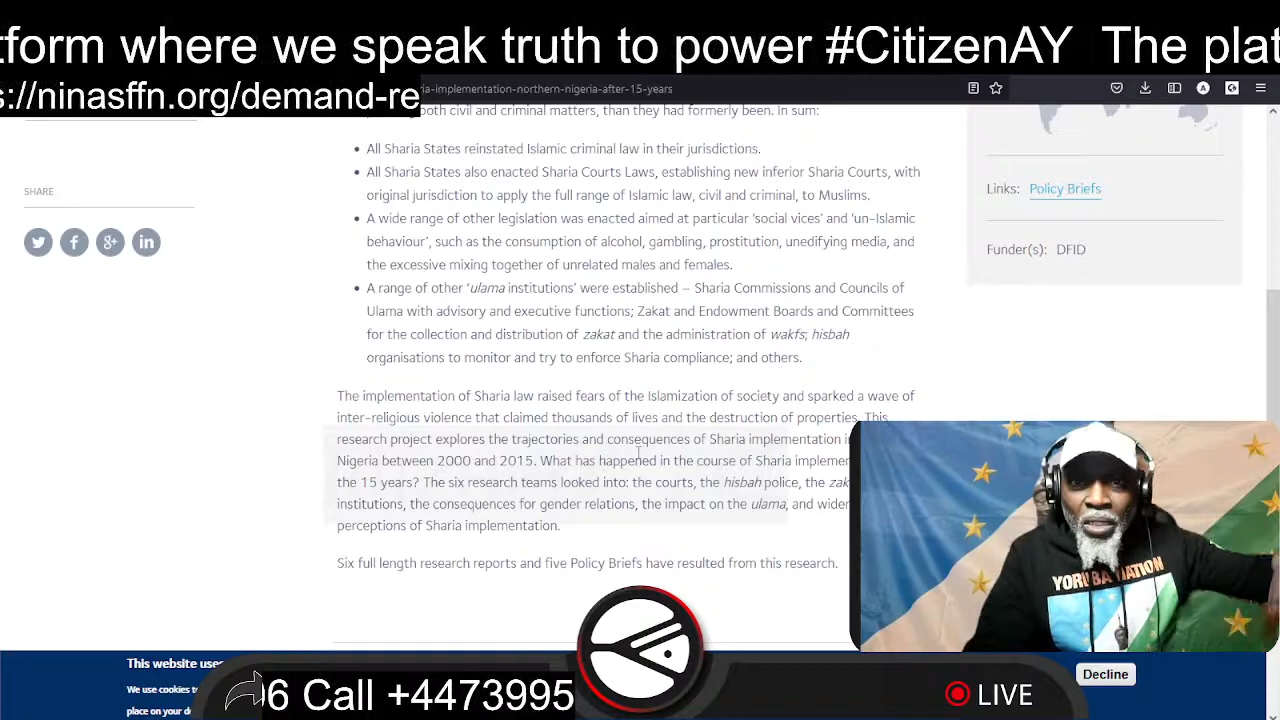 tform where we speak truth to power #CitizenAY The plat
s://ninasffn.org/demand-re
ria-implementation-northern-nigeria-after-15-years
both civil and criminal matters, than they had formerly been. In sum:
All Sharia States reinstated Islamic criminal law in their jurisdictions.
All Sharia States also enacted Sharia Courts Laws, establishing new inferior Sharia Courts, with
original jurisdiction to apply the full range of Islamic law, civil and criminal, to Muslims.
A wide range of other legislation was enacted aimed at particular ‘social vices’ and ‘un-Islamic
behaviour’, such as the consumption of alcohol, gambling, prostitution, unedifying media, and
the excessive mixing together of unrelated males and females.
A range of other ‘ulama institutions’ were established – Sharia Commissions and Councils of
Ulama with advisory and executive functions; Zakat and Endowment Boards and Committees
for the collection and distribution of zakat and the administration of wakfs; hisbah
organisations to monitor and try to enforce Sharia compliance; and others.
The implementation of Sharia law raised fears of the Islamization of society and sparked a wave of
inter-religious violence that claimed thousands of lives and the destruction of properties. This
research project explores the trajectories and consequences of Sharia implementation in
Nigeria between 2000 and 2015. What has happened in the course of Sharia implemen
the 15 years? The six research teams looked into: the courts, the hisbah police, the zak
institutions, the consequences for gender relations, the impact on the ulama, and wider
perceptions of Sharia implementation.
Six full length research reports and five Policy Briefs have resulted from this research.
SHARE
Links: Policy Briefs
Funder(s): DFID
YORUBA NATION
This website uses
We use cookies to
place on your de
Decline
6 Call +4473995
LIVE